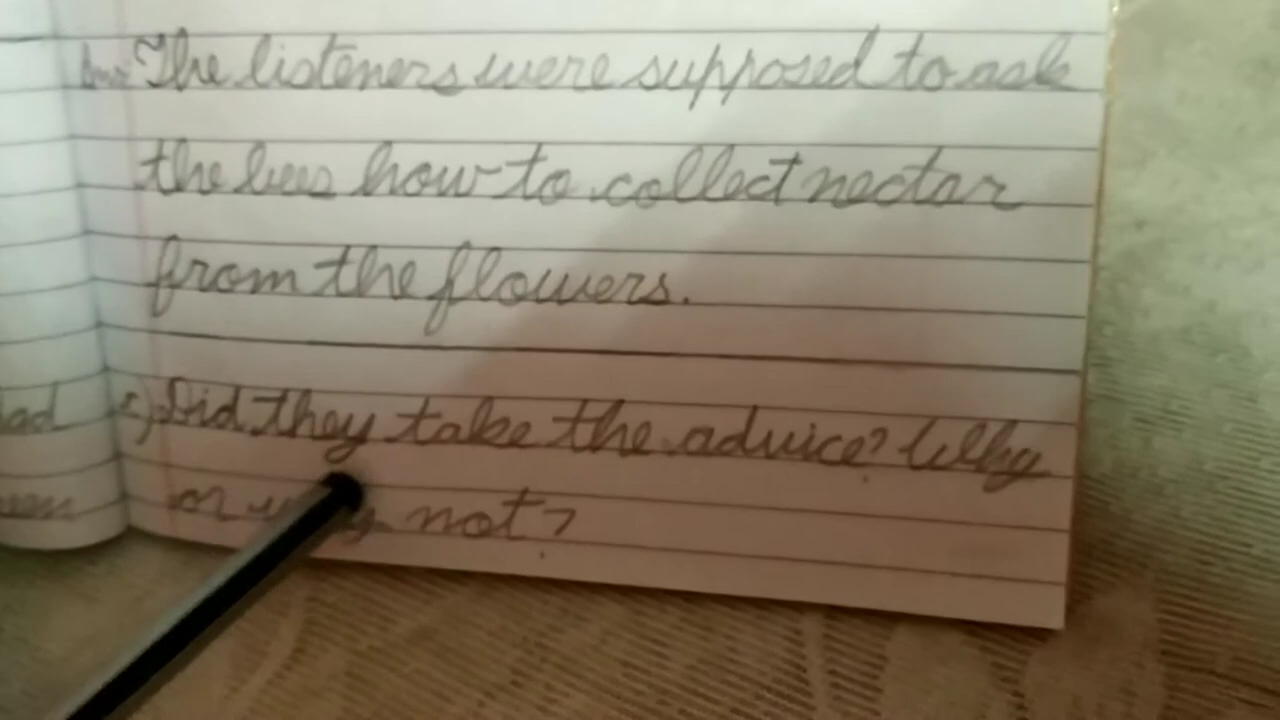 Ans The listeners were supposed to ask
the bees how to collect nectar
from the flowers.
c) Did they take the advice? Why
or not?